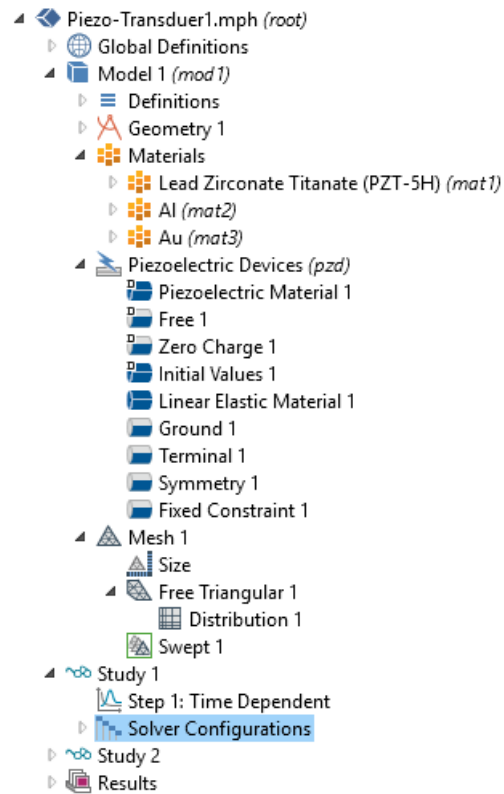 Piezo-Transduer1.mph (root)
Global Definitions
Model 1 (mod1)
Definitions
Geometry 1
Materials
Lead Zirconate Titanate (PZT-5H) (mat1)
Al (mat2)
Au (mat3)
Piezoelectric Devices (pzd)
Piezoelectric Material 1
Free 1
Zero Charge 1
Initial Values 1
Linear Elastic Material 1
Ground 1
Terminal 1
Symmetry 1
Fixed Constraint 1
Mesh 1
Size
Free Triangular 1
Distribution 1
Swept 1
Study 1
Step 1: Time Dependent
Solver Configurations
Study 2
Results